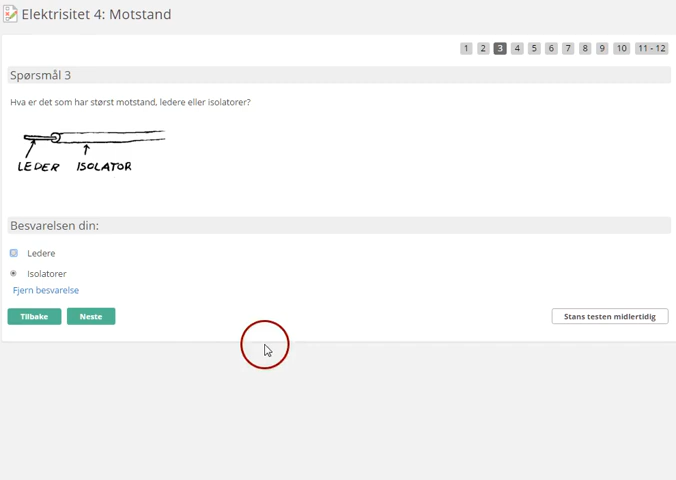 Elektrisitet 4: Motstand
1 2 3 4 5 6 7 8 9 10 11 - 12
Spørsmål 3
Hva er det som har størst motstand, ledere eller isolatorer?
LEDER ISOLATOR
Besvarelsen din:
Ledere
Isolatorer
Fjern besvarelse
Tilbake Neste Stans testen midlertidig